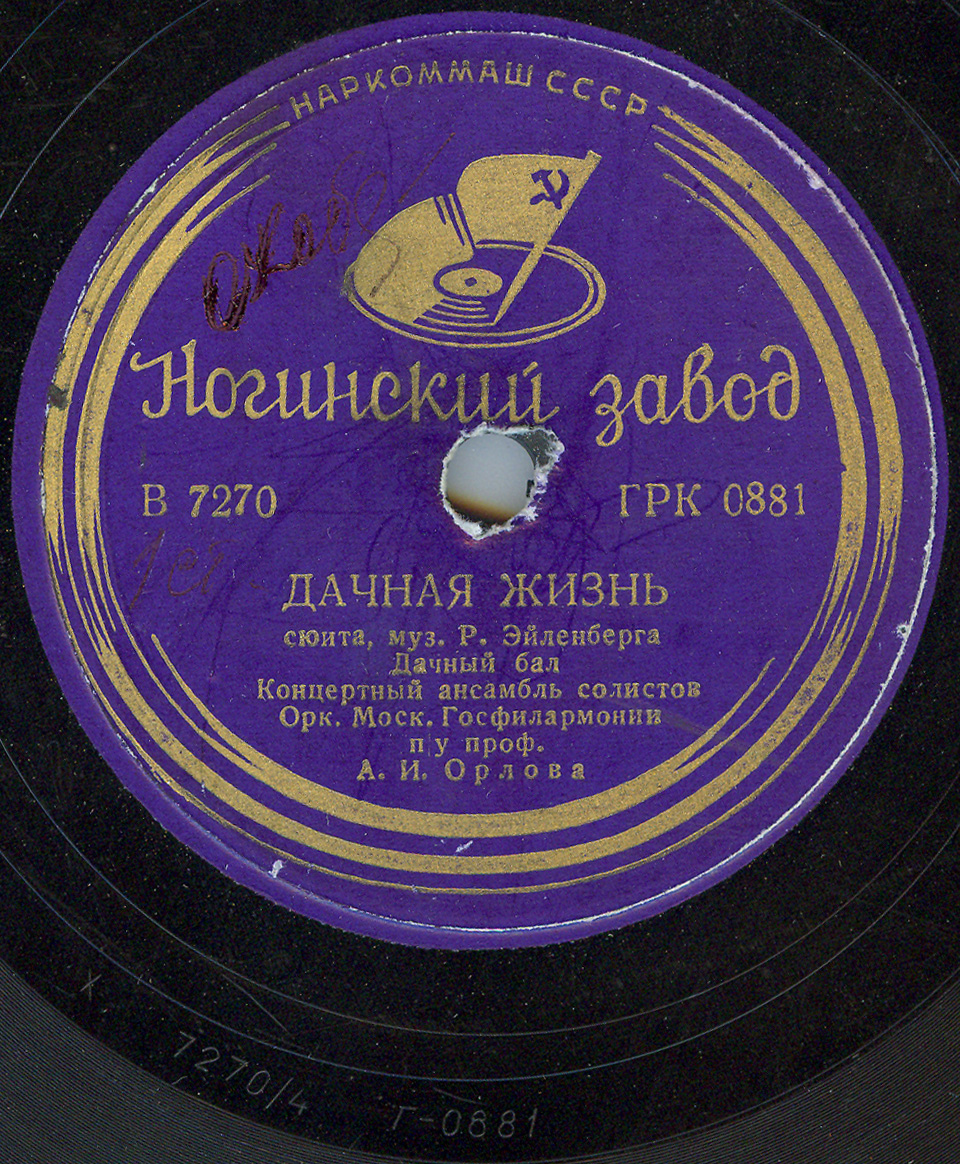 НАРКОММАШ СССР
Ногинский завод
В 7270 ГРК 0881
ДАЧНАЯ ЖИЗНЬ
сюита, муз. Р. Эйленберга
Дачный бал
Концертный ансамбль солистов
Орк. Моск. Госфилармонии
п/у проф.
А. И. Орлова
7270/4 Г-0881